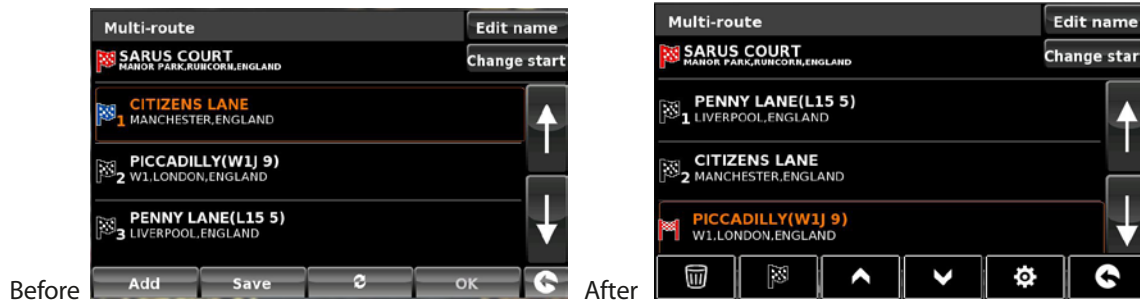 Multi-route
Edit name
SARUS COURT
MANOR PARK,RUNCORN,ENGLAND
Change start
CITIZENS LANE
1 MANCHESTER,ENGLAND
PICCADILLY(W1J 9)
2 W1,LONDON,ENGLAND
PENNY LANE(L15 5)
3 LIVERPOOL,ENGLAND
Add Save OK
Before
Multi-route
Edit name
SARUS COURT
MANOR PARK,RUNCORN,ENGLAND
Change star
PENNY LANE(L15 5)
1 LIVERPOOL,ENGLAND
CITIZENS LANE
2 MANCHESTER,ENGLAND
PICCADILLY(W1J 9)
W1,LONDON,ENGLAND
After